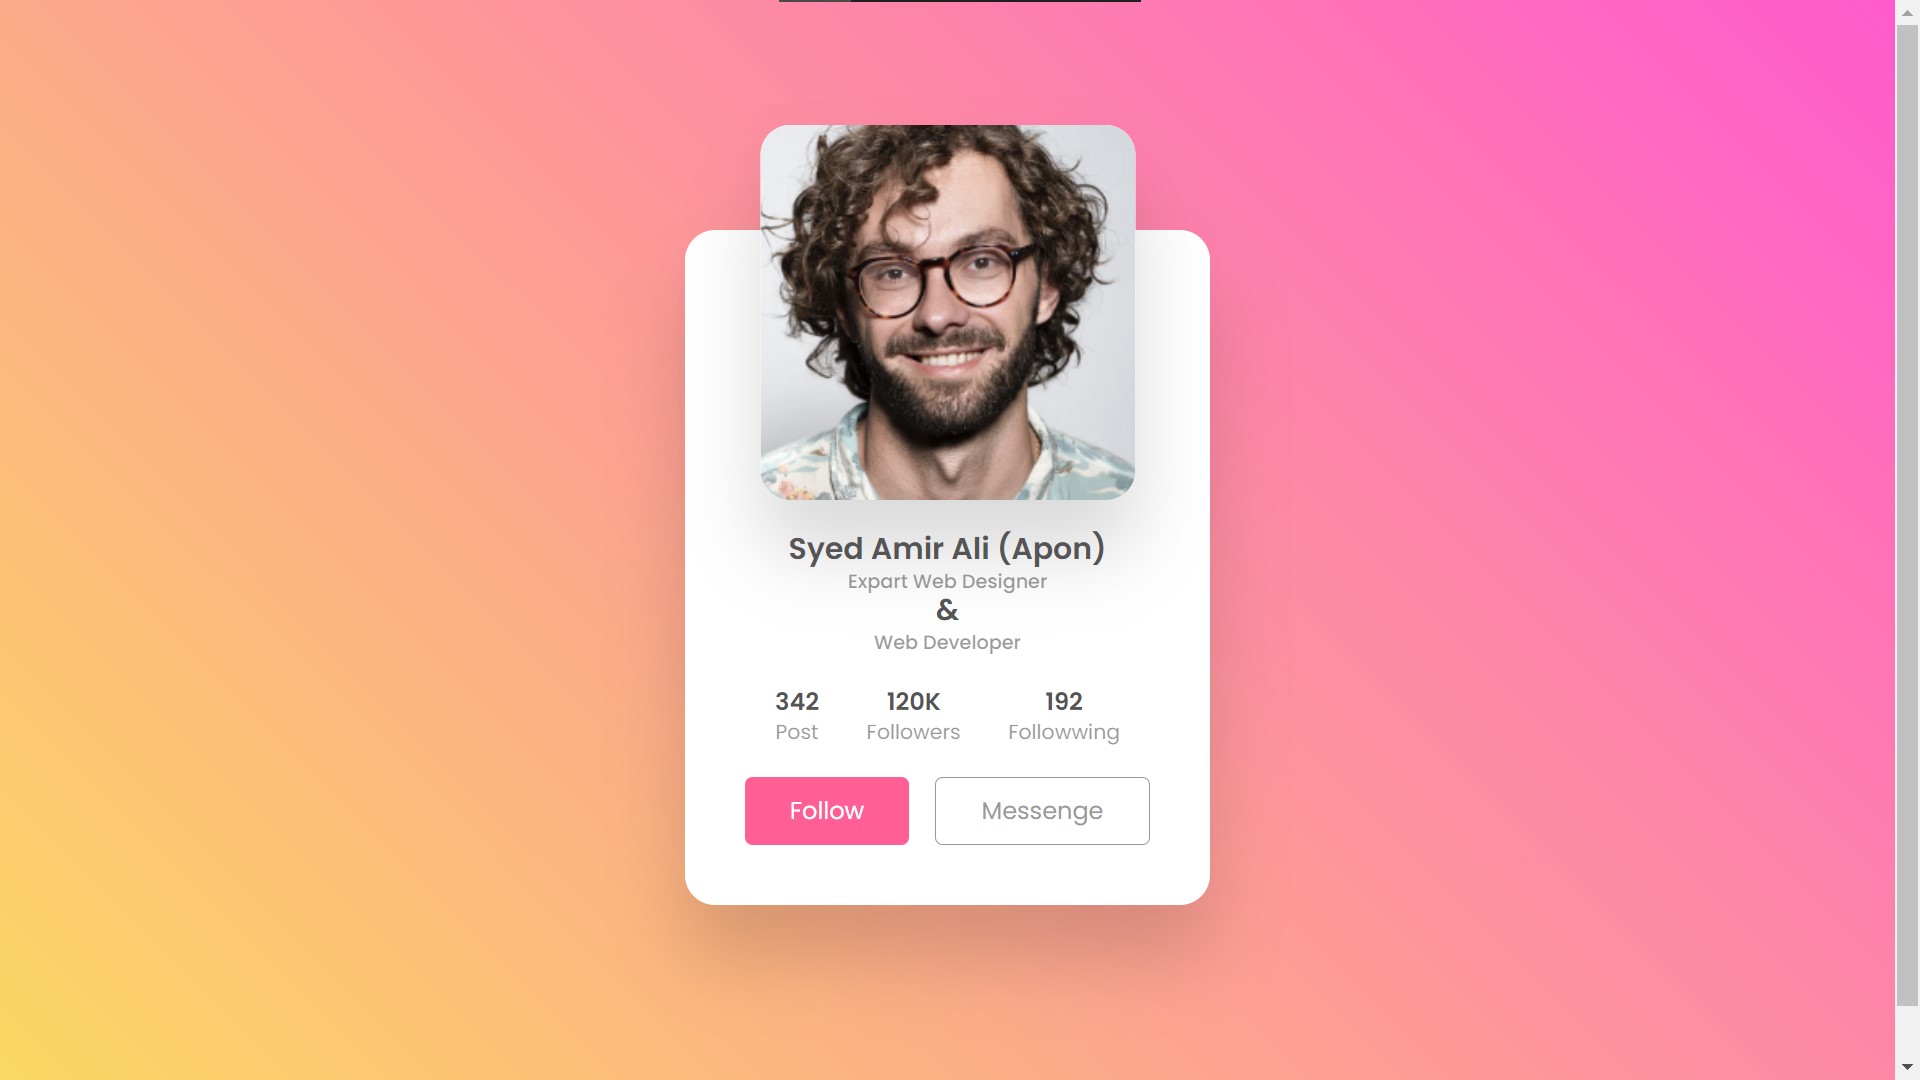 Syed Amir Ali (Apon)
Expart Web Designer
&
Web Developer
342 120K 192
Post Followers Followwing
Follow Messenge